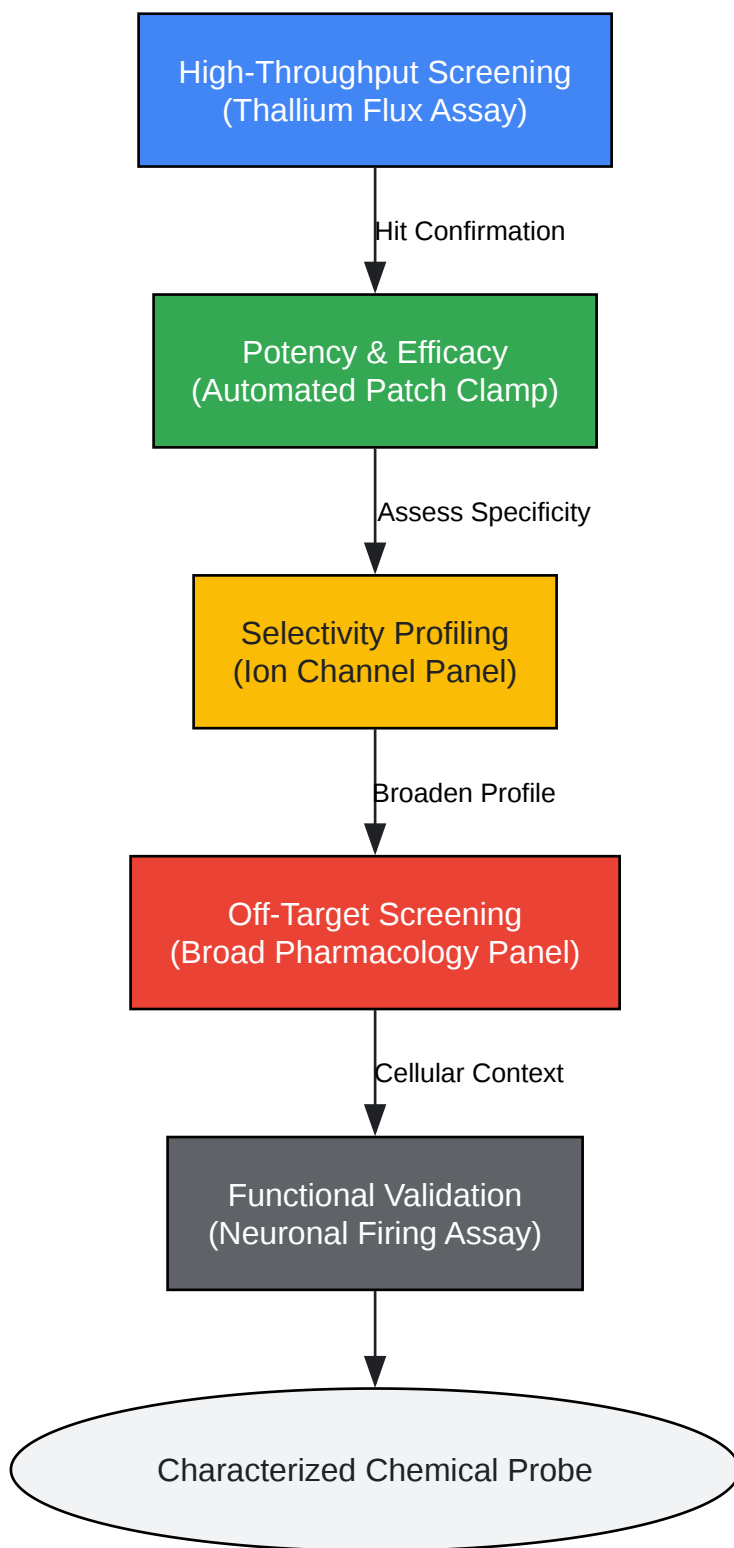 High-Throughput Screening
(Thallium Flux Assay)
Hit Confirmation
Potency & Efficacy
(Automated Patch Clamp)
Assess Specificity
Selectivity Profiling
(Ion Channel Panel)
Broaden Profile
Off-Target Screening
(Broad Pharmacology Panel)
Cellular Context
Functional Validation
(Neuronal Firing Assay)
Characterized Chemical Probe